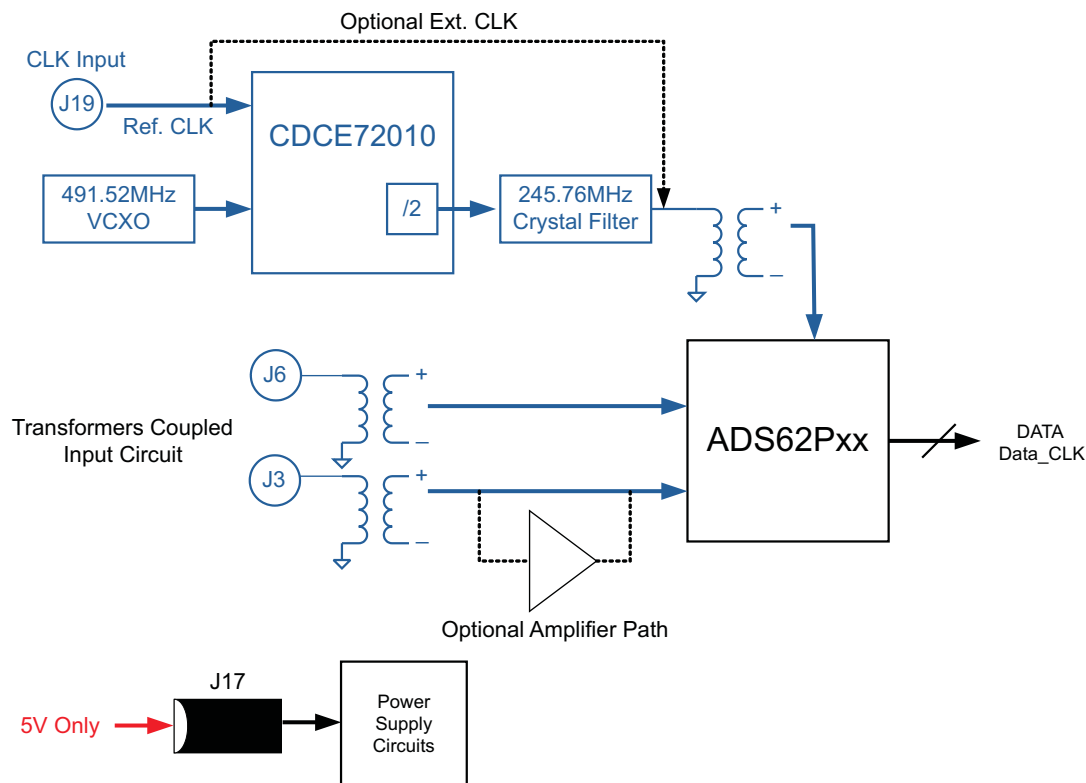 Optional Ext. CLK
CLK Input
J19
Ref. CLK
CDCE72010
491.52MHz
VCXO
/2
245.76MHz
Crystal Filter
+
–
J6
+
–
Transformers Coupled
Input Circuit
J3
+
–
ADS62Pxx
DATA
Data_CLK
Optional Amplifier Path
J17
5V Only
Power
Supply
Circuits